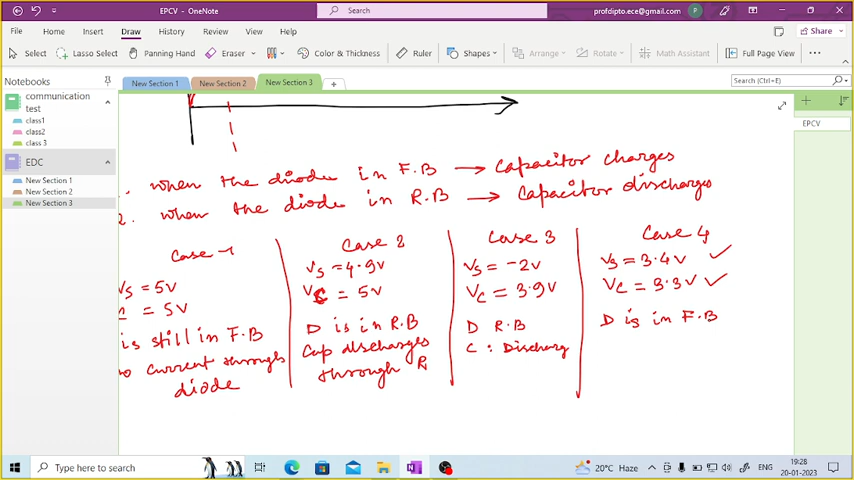 EPCV - OneNote
Search
profdipto.ece@gmail.com
P
File Home Insert Draw History Review View Help
Share
Select Lasso Select Panning Hand Eraser Color & Thickness Ruler Shapes Arrange Rotate Math Assistant Full Page View
Notebooks
New Section 1 New Section 2 New Section 3
Search (Ctrl+E)
communication
test
class1
class2
class 3
EDC
New Section 1
New Section 2
New Section 3
EPCV
1. when the diode in F.B → Capacitor charges
2. when the diode in R.B → Capacitor discharges
Case -1
VS = 5V
C = 5V
is still in F.B
o current through
diode
Case 2
VS = 4.9V
VC = 5V
D is in R.B
Cap discharges
through R
Case 3
VS = -2V
VC = 3.9V
D R.B
C : Discharg
Case 4
VS = 3.4V ✓
VC = 3.3V ✓
D is in F.B
Type here to search
20°C Haze
ENG
19:28
20-01-2023